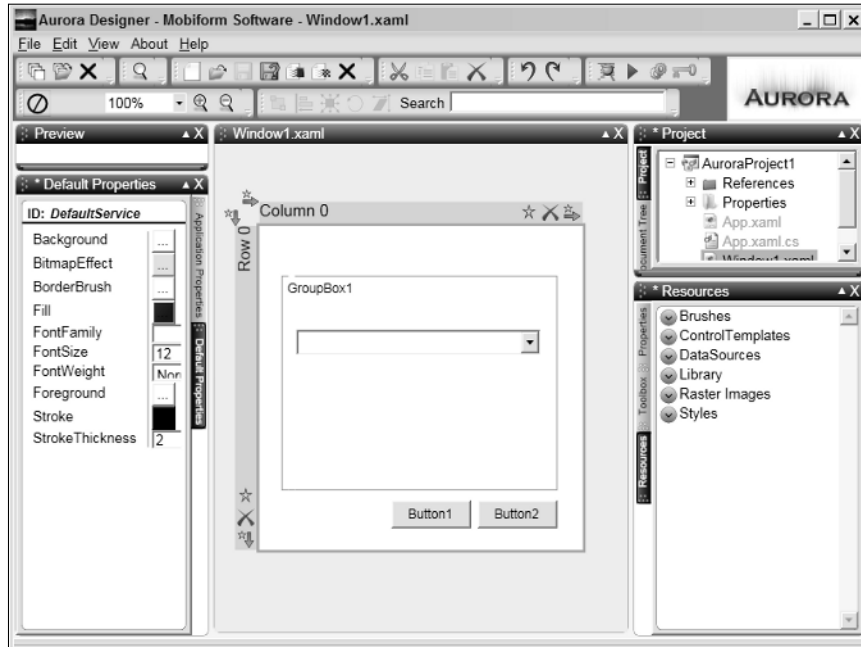 Aurora Designer - Mobiform Software - Window1.xaml
File Edit View About Help
100%
Search
AURORA
Preview
* Default Properties
ID: DefaultService
Background
...
BitmapEffect
...
BorderBrush
...
Fill
FontFamily
FontSize
12
FontWeight
Nor
Foreground
...
Stroke
StrokeThickness
2
Application Properties
Default Properties
Window1.xaml
Column 0
Row 0
GroupBox1
Button1
Button2
* Project
Project
Document Tree
AuroraProject1
References
Properties
App.xaml
App.xaml.cs
Window1.xaml
* Resources
Properties
Toolbox
Resources
Brushes
ControlTemplates
DataSources
Library
Raster Images
Styles